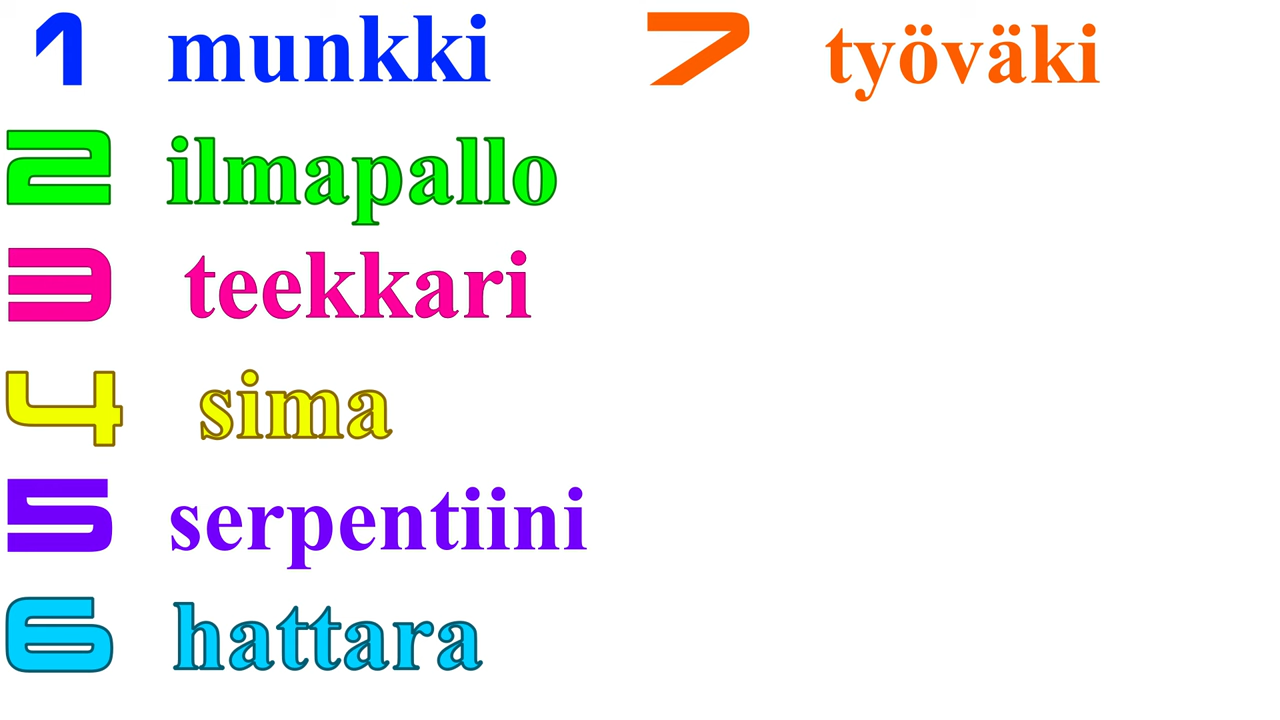 1 munkki
2 ilmapallo
3 teekkari
4 sima
5 serpentiini
6 hattara
7 työväki